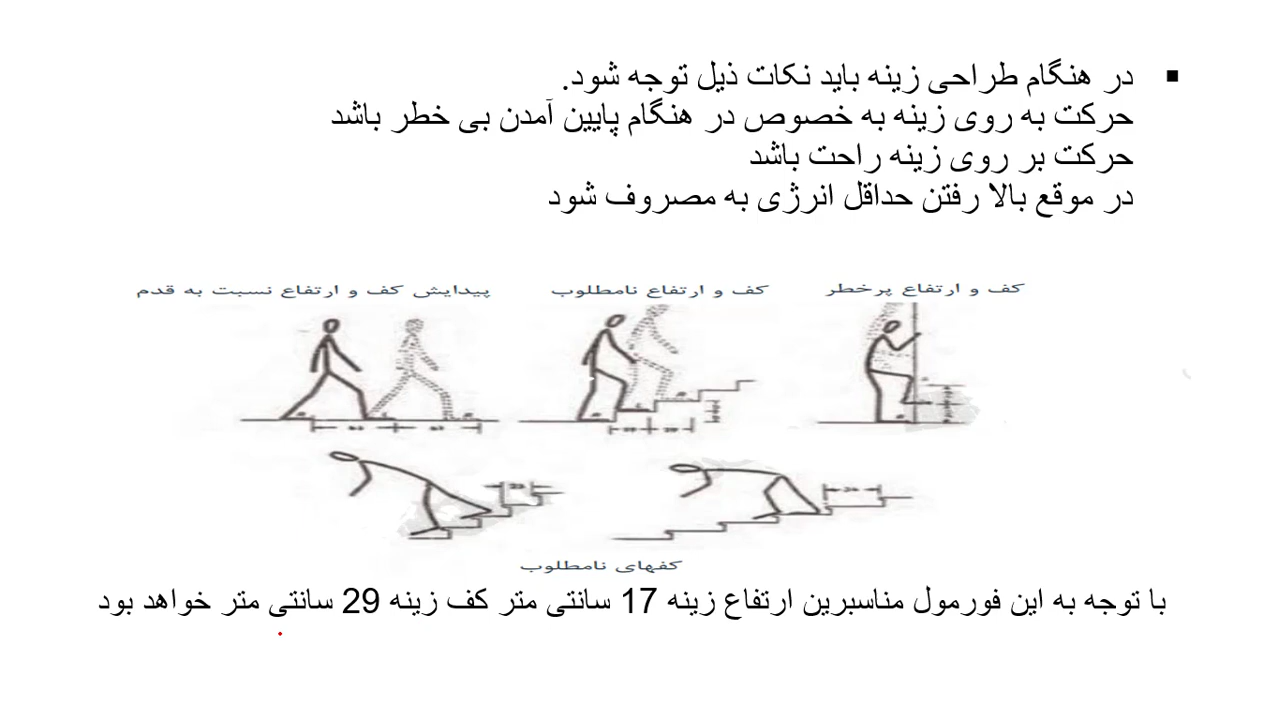 در هنگام طراحی زینه باید نکات ذیل توجه شود.
حرکت به روی زینه به خصوص در هنگام پایین آمدن بی خطر باشد
حرکت بر روی زینه راحت باشد
در موقع بالا رفتن حداقل انرژی به مصروف شود
کف و ارتفاع پرخطر
کف و ارتفاع نامطلوب
پیدایش کف و ارتفاع نسبت به قدم
کفهای نامطلوب
با توجه به این فورمول مناسبرین ارتفاع زینه 17 سانتی متر کف زینه 29 سانتی متر خواهد بود